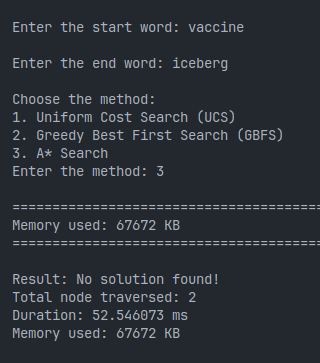 Enter the start word: vaccine
Enter the end word: iceberg
Choose the method:
1. Uniform Cost Search (UCS)
2. Greedy Best First Search (GBFS)
3. A* Search
Enter the method: 3
=======================================
Memory used: 67672 KB
=======================================
Result: No solution found!
Total node traversed: 2
Duration: 52.546073 ms
Memory used: 67672 KB